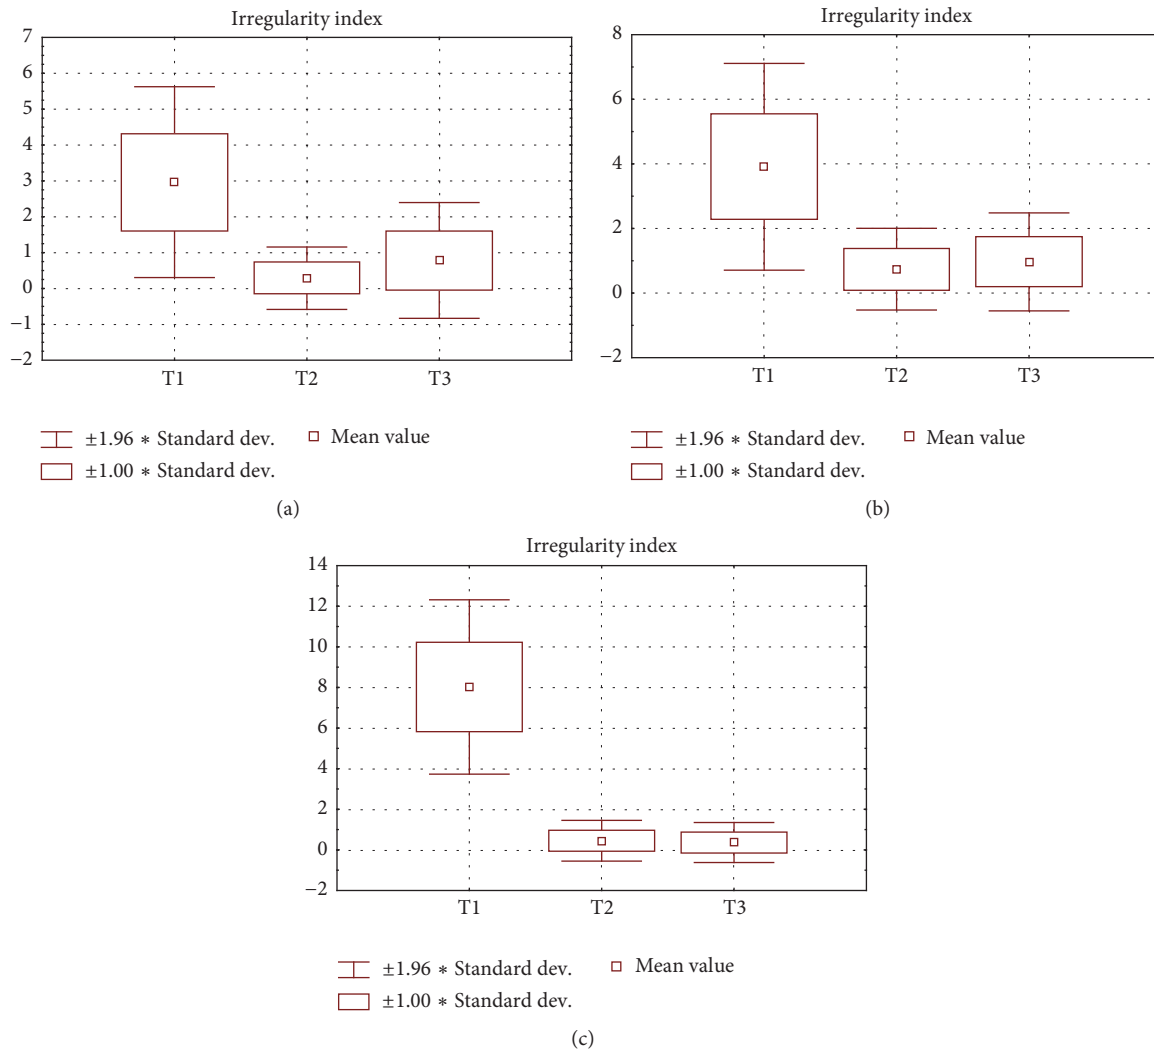 Irregularity index
7
6
5
4
3
2
1
0
−1
−2
T1 T2 T3
±1.96 ∗ Standard dev. Mean value
±1.00 ∗ Standard dev.
(a)
Irregularity index
8
6
4
2
0
−2
T1 T2 T3
±1.96 ∗ Standard dev. Mean value
±1.00 ∗ Standard dev.
(b)
Irregularity index
14
12
10
8
6
4
2
0
−2
T1 T2 T3
±1.96 ∗ Standard dev. Mean value
±1.00 ∗ Standard dev.
(c)